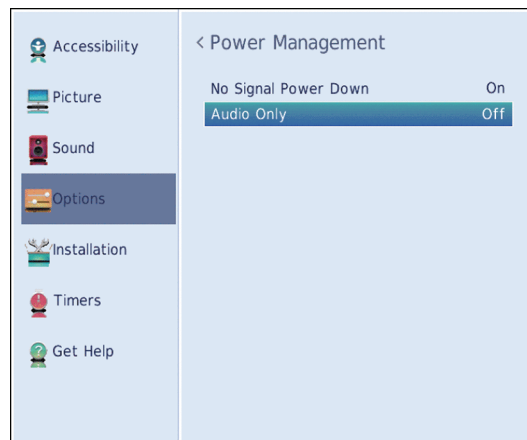 Accessibility
Picture
Sound
Options
Installation
Timers
Get Help
< Power Management
No Signal Power Down On
Audio Only Off